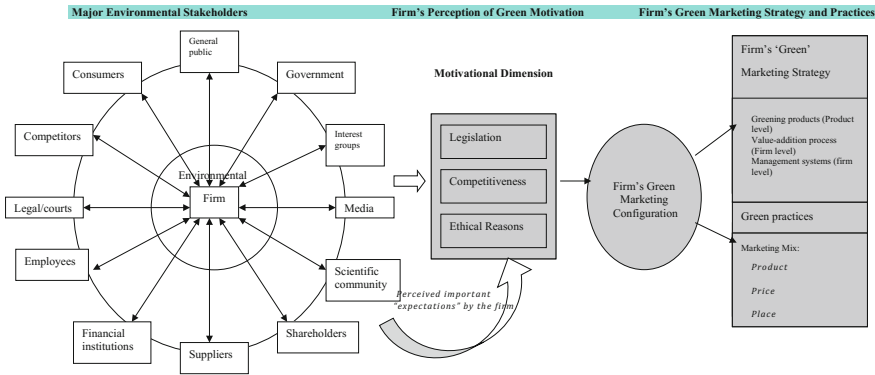 Major Environmental Stakeholders
Firm's Perception of Green Motivation
Firm's Green Marketing Strategy and Practices
General
public
Consumers
Government
Competitors
Interest
groups
Environmental
Firm
Legal/courts
Media
Employees
Scientific
community
Financial
institutions
Suppliers
Shareholders
Motivational Dimension
Legislation
Competitiveness
Ethical Reasons
Perceived important
"expectations" by the firm
Firm's Green
Marketing
Configuration
Firm's 'Green'
Marketing Strategy
Greening products (Product
level)
Value-addition process
(Firm level)
Management systems (firm
level)
Green practices
Marketing Mix:
Product
Price
Place